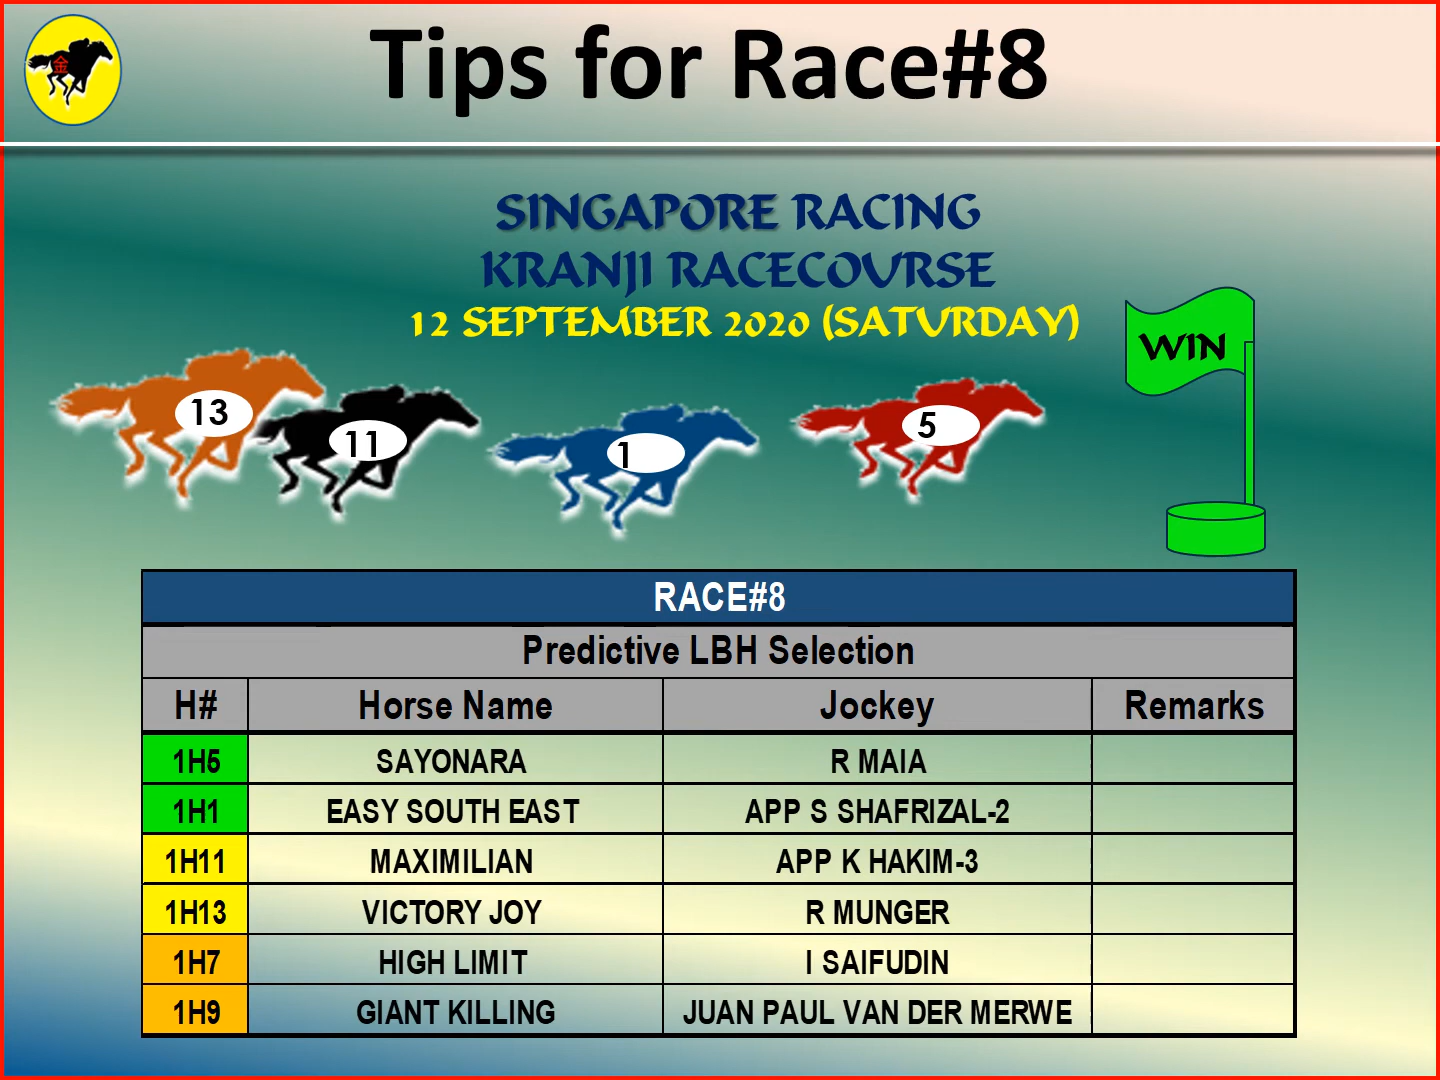 金
Tips for Race#8
SINGAPORE RACING
KRANJI RACECOURSE
12 SEPTEMBER 2020 (SATURDAY)
WIN
13
11
1
5
RACE#8
Predictive LBH Selection
H# Horse Name Jockey Remarks
1H5 SAYONARA R MAIA
1H1 EASY SOUTH EAST APP S SHAFRIZAL-2
1H11 MAXIMILIAN APP K HAKIM-3
1H13 VICTORY JOY R MUNGER
1H7 HIGH LIMIT I SAIFUDIN
1H9 GIANT KILLING JUAN PAUL VAN DER MERWE